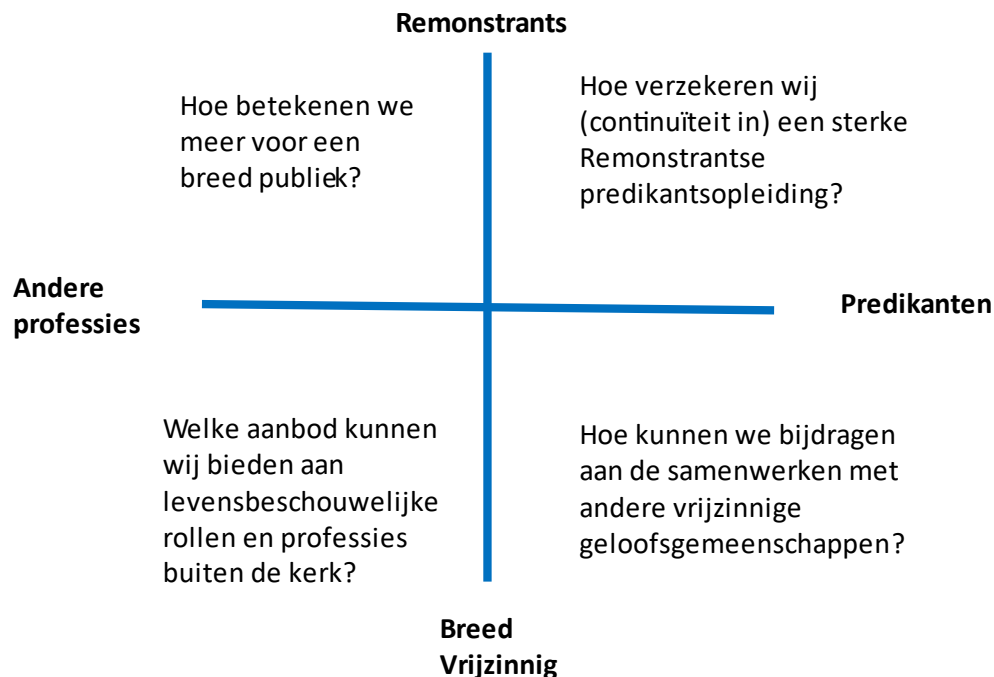 Remonstrants
Hoe betekenen we
meer voor een
breed publiek?
Hoe verzekeren wij
(continuïteit in) een sterke
Remonstrantse
predikantsopleiding?
Andere
professies
Predikanten
Welke aanbod kunnen
wij bieden aan
levensbeschouwelijke
rollen en professies
buiten de kerk?
Hoe kunnen we bijdragen
aan de samenwerken met
andere vrijzinnige
geloofsgemeenschappen?
Breed
Vrijzinnig